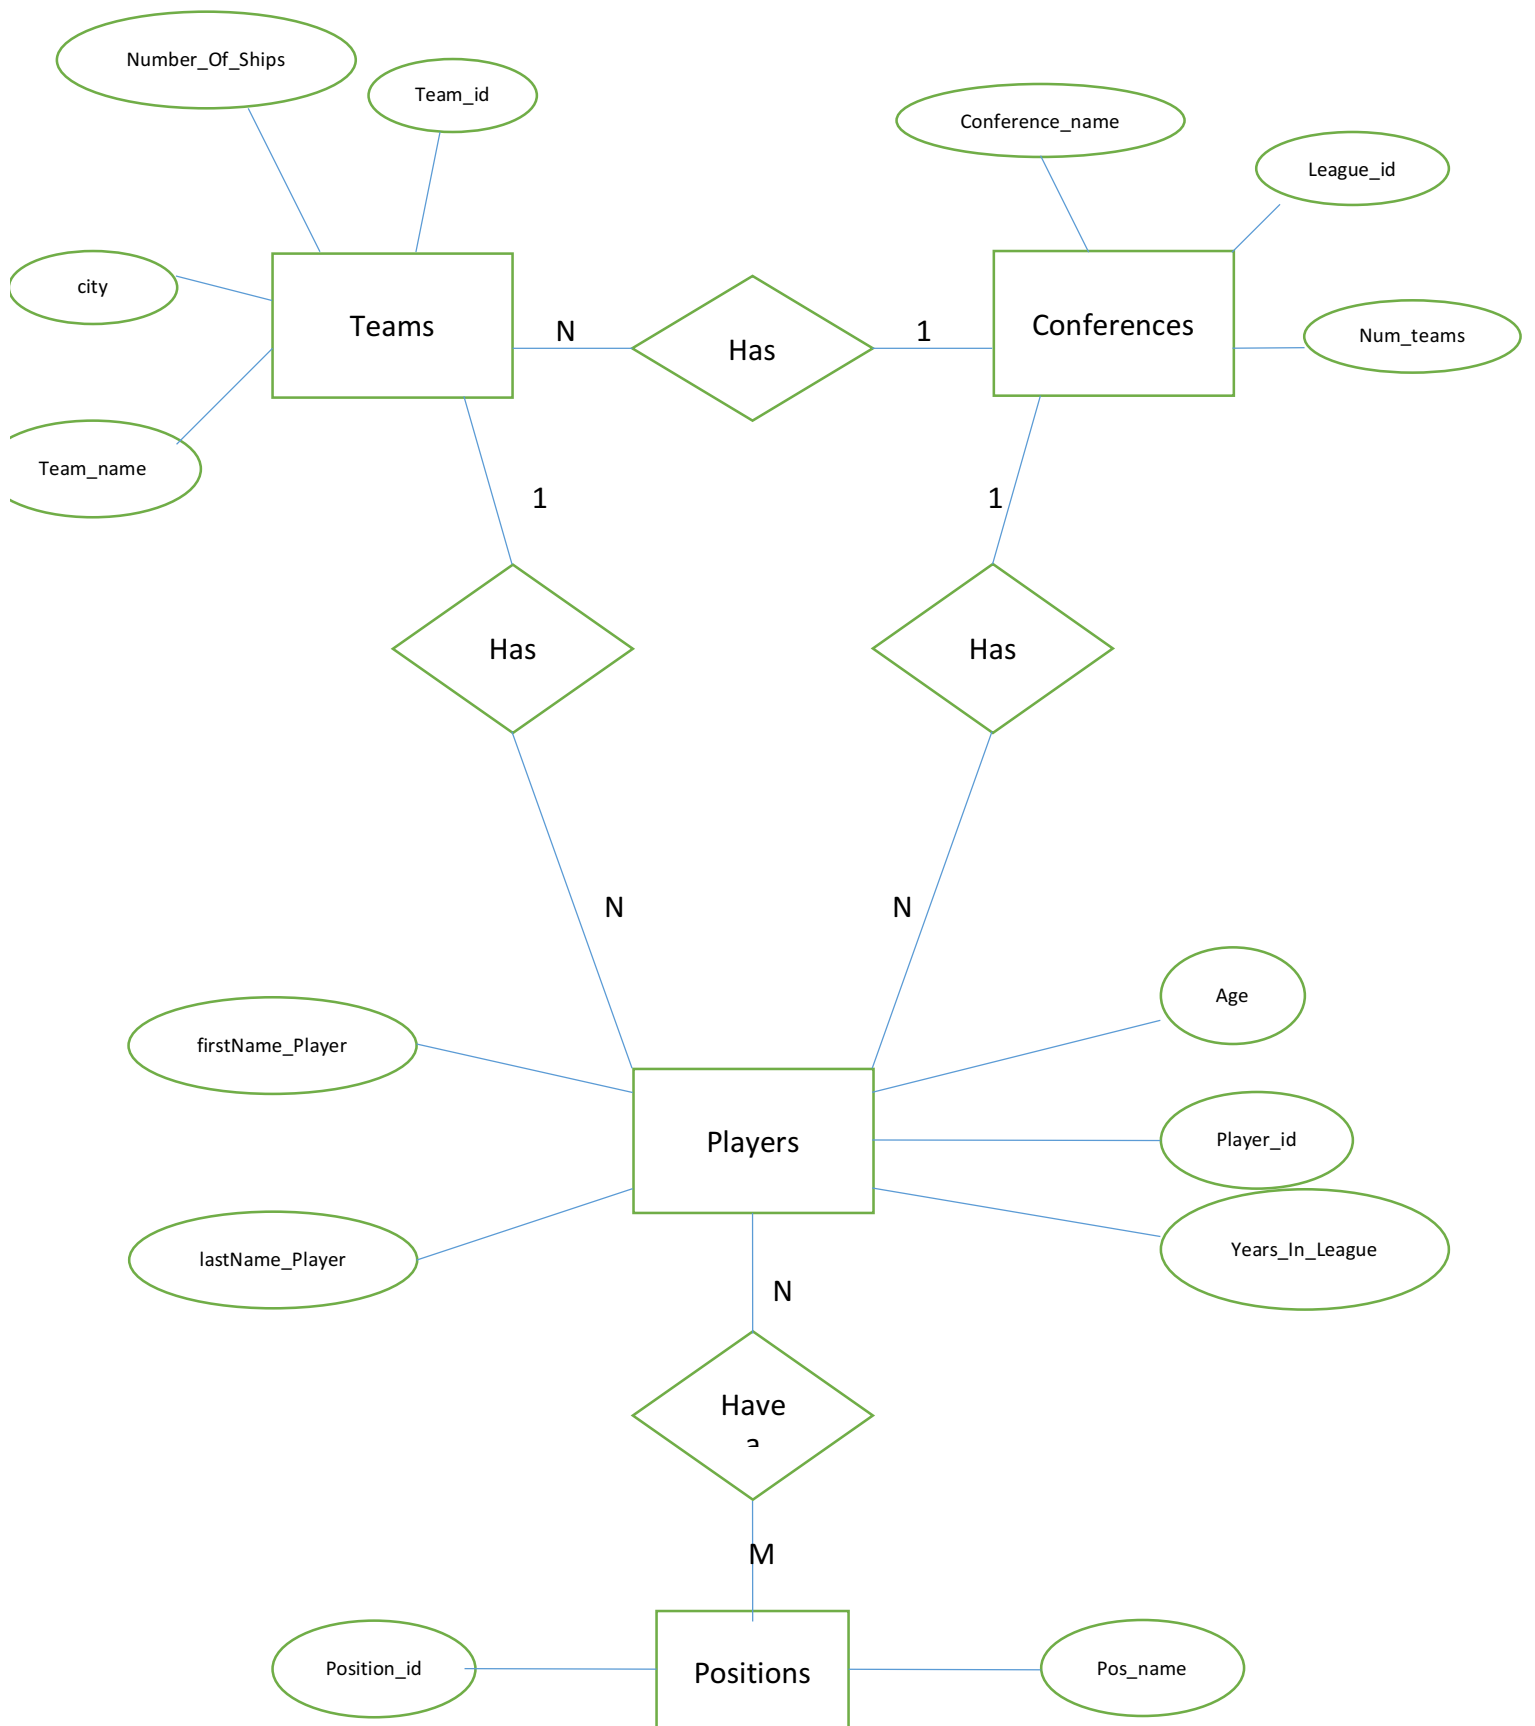 Number_Of_Ships
Team_id
Conference_name
League_id
city
Teams
N
Has
1
Conferences
Num_teams
Team_name
1
1
Has
Has
N
N
Age
firstName_Player
Players
Player_id
lastName_Player
Years_In_League
N
Have
a
M
Position_id
Positions
Pos_name